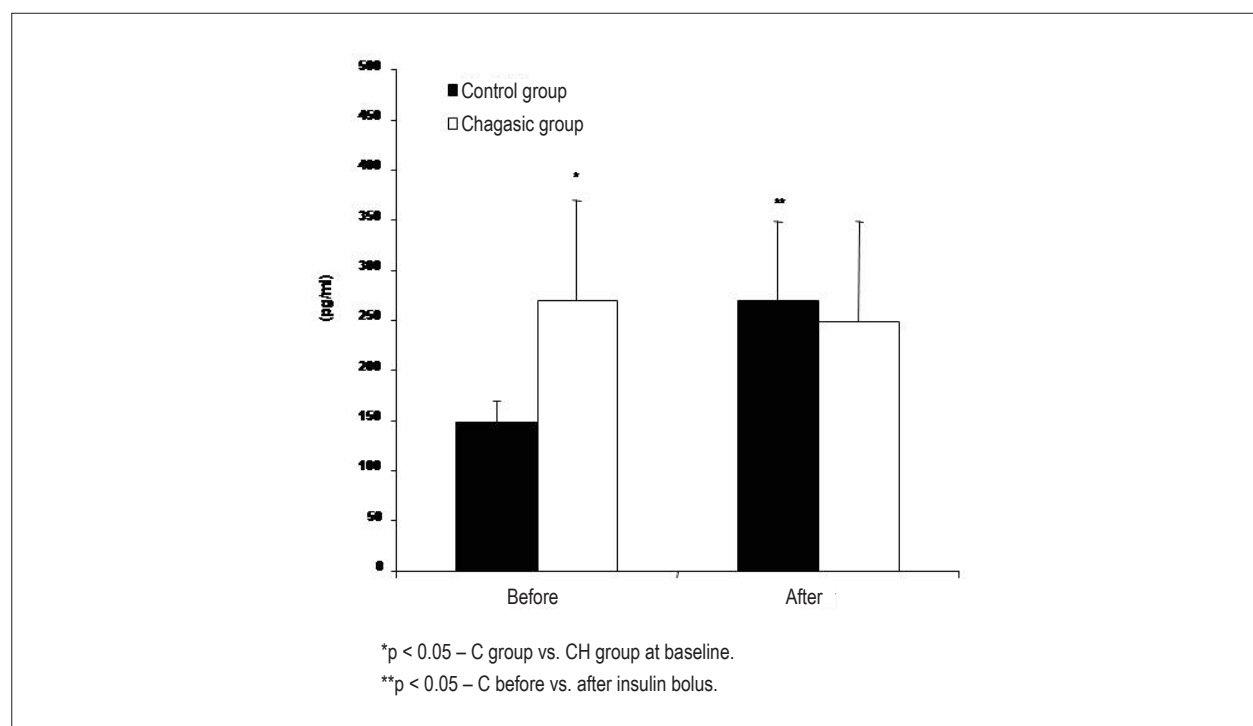 500
450
400
350
300
250
200
150
100
50
0
(pg/ml)
Control group
Chagasic group
*
**
Before
After
*p < 0.05 – C group vs. CH group at baseline.
**p < 0.05 – C before vs. after insulin bolus.